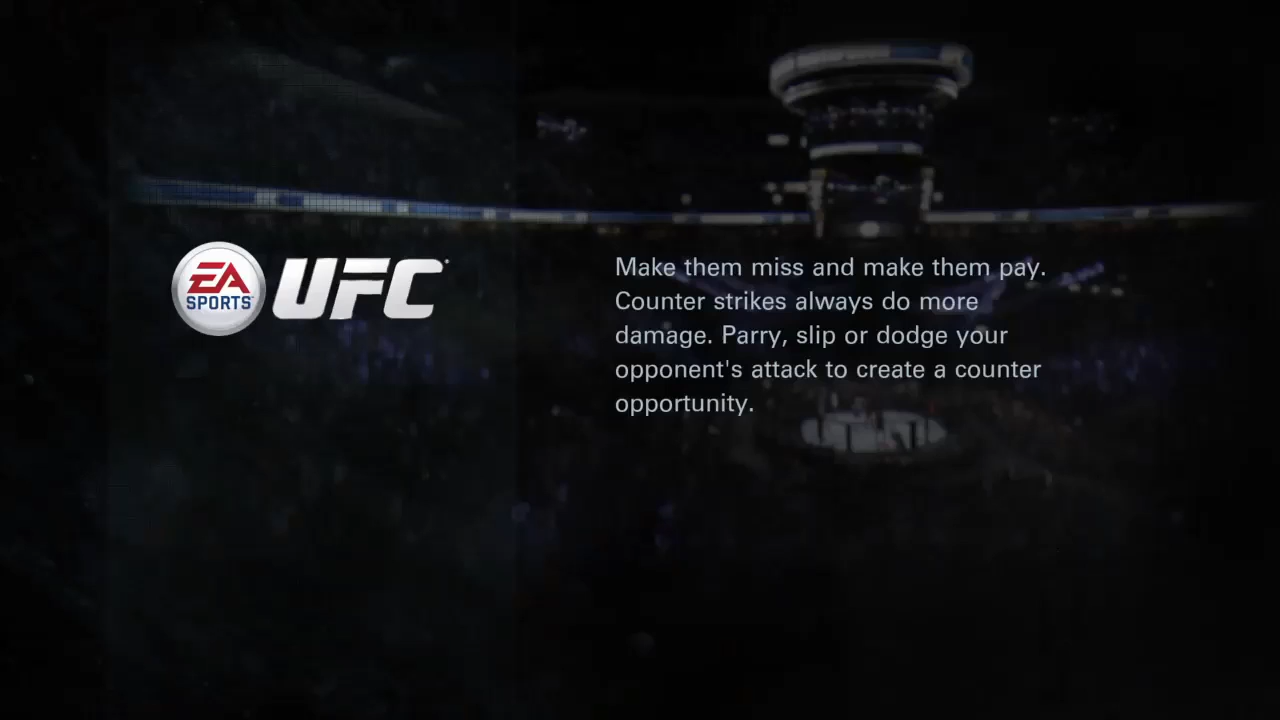 EA
SPORTS
UFC
Make them miss and make them pay.
Counter strikes always do more
damage. Parry, slip or dodge your
opponent's attack to create a counter
opportunity.